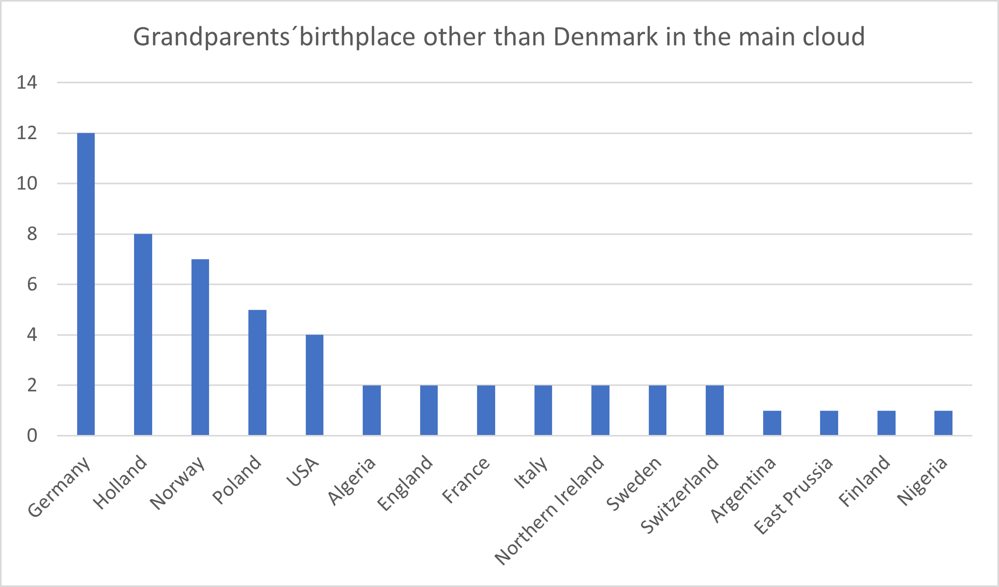 Grandparents´birthplace other than Denmark in the main cloud
14
12
10
8
6
4
2
0
Germany
Holland
Norway
Poland
USA
Algeria
England
France
Italy
Northern Ireland
Sweden
Switzerland
Argentina
East Prussia
Finland
Nigeria